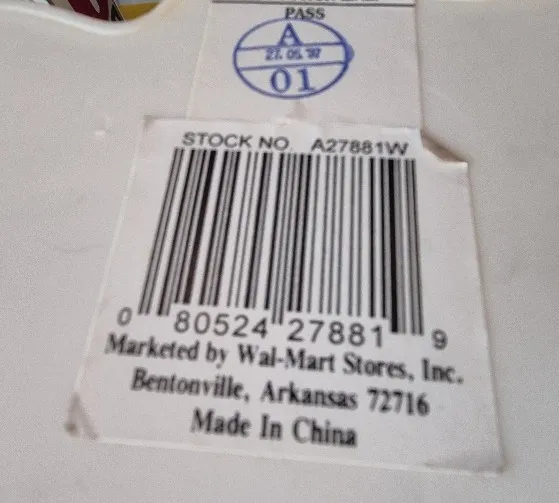 PASS
A
27. 05. 97
01
STOCK NO. A27881W
0 80524 27881 9
Marketed by Wal-Mart Stores, Inc.
Bentonville, Arkansas 72716
Made In China